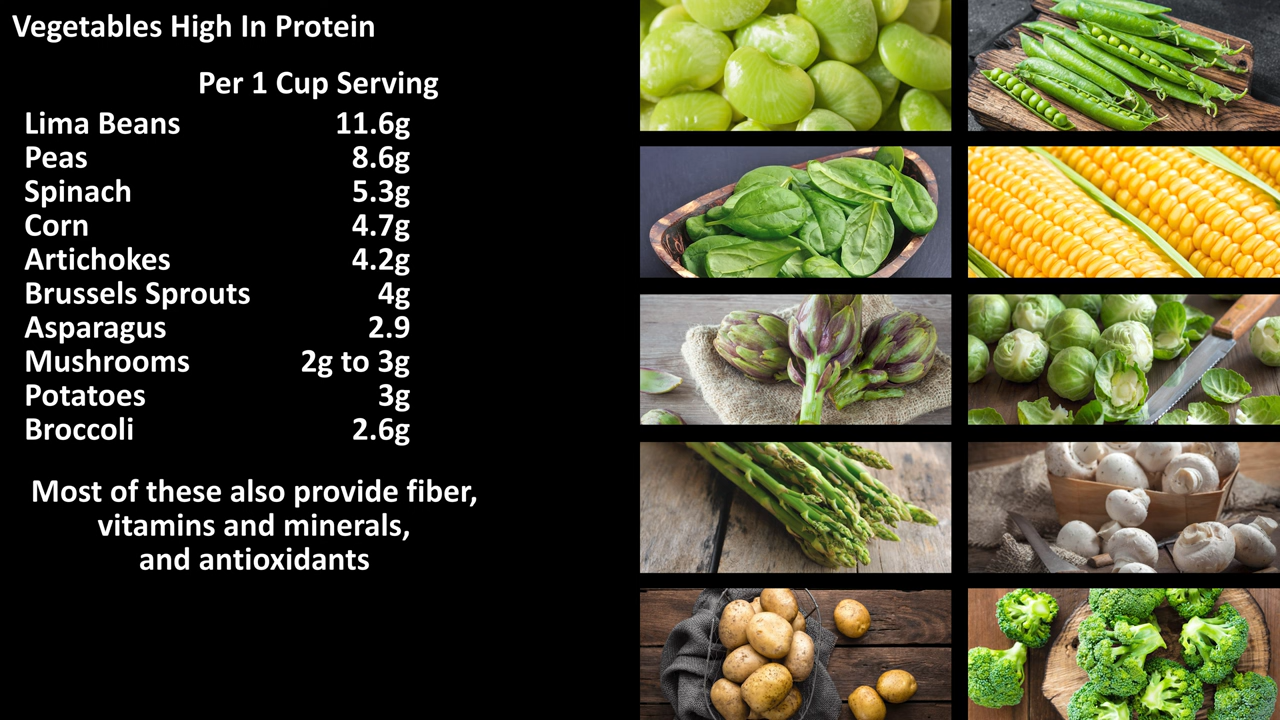 Vegetables High In Protein
Per 1 Cup Serving
Lima Beans 11.6g
Peas 8.6g
Spinach 5.3g
Corn 4.7g
Artichokes 4.2g
Brussels Sprouts 4g
Asparagus 2.9
Mushrooms 2g to 3g
Potatoes 3g
Broccoli 2.6g
Most of these also provide fiber,
vitamins and minerals,
and antioxidants